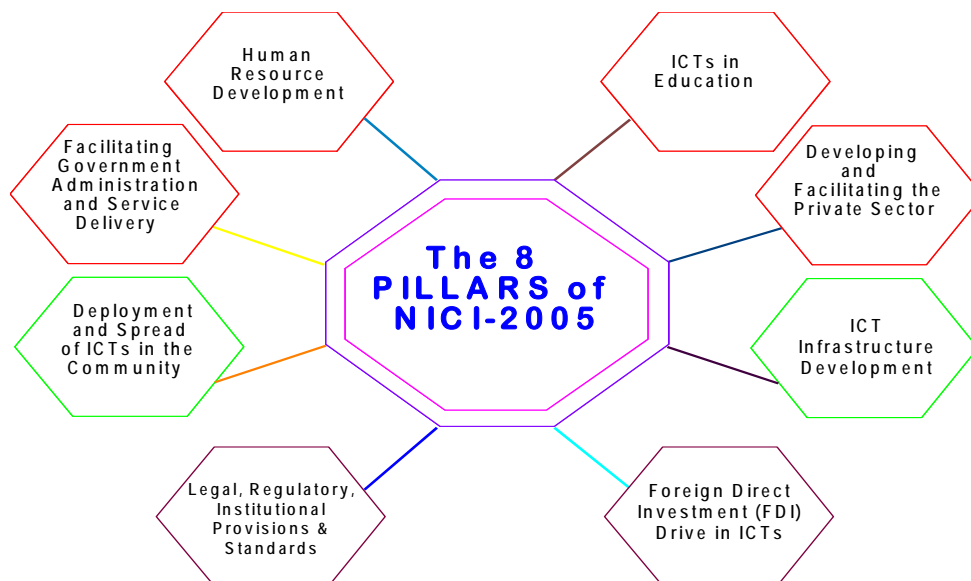 Human
Resource
Development
ICTs in
Education
Facilitating
Government
Administration
and Service
Delivery
Developing
and
Facilitating the
Private Sector
The 8
PILLARS of
NICI-2005
Deployment
and Spread
of ICTs in the
Community
ICT
Infrastructure
Development
Legal, Regulatory,
Institutional
Provisions &
Standards
Foreign Direct
Investment (FDI)
Drive in ICTs